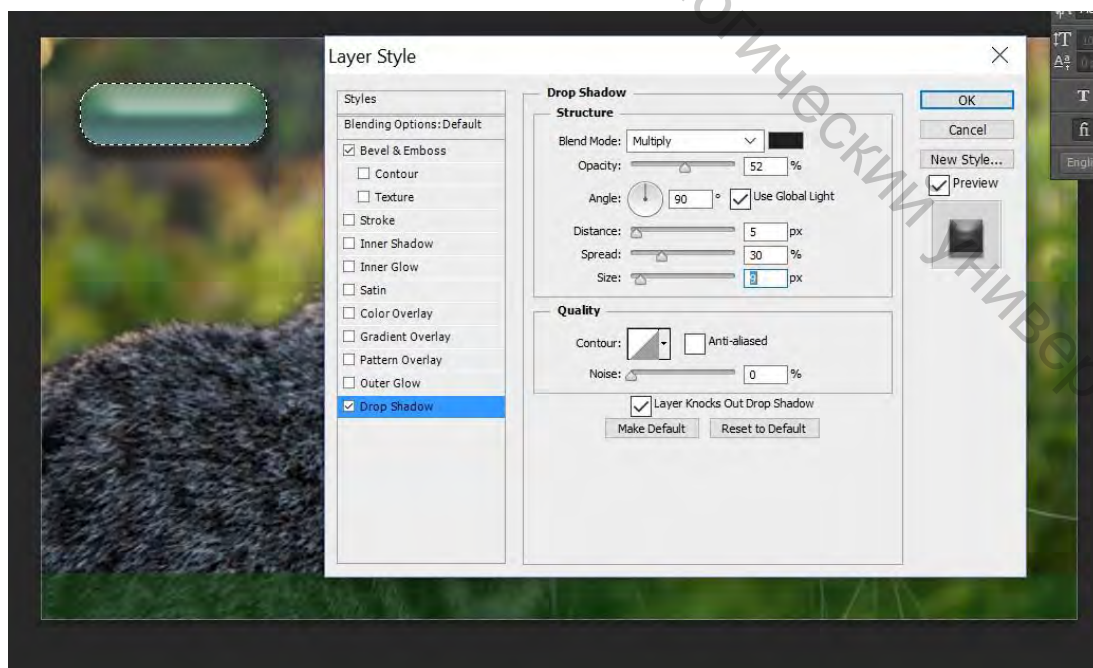 Layer Style
Styles
Blending Options: Default
Bevel & Emboss
Contour
Texture
Stroke
Inner Shadow
Inner Glow
Satin
Color Overlay
Gradient Overlay
Pattern Overlay
Outer Glow
Drop Shadow
Drop Shadow
Structure
Blend Mode: Multiply
Opacity: 52 %
Angle: 90 ° Use Global Light
Distance: 5 px
Spread: 30 %
Size: 9 px
Quality
Contour: Anti-aliased
Noise: 0 %
Layer Knocks Out Drop Shadow
Make Default Reset to Default
OK
Cancel
New Style...
Preview
T
fi